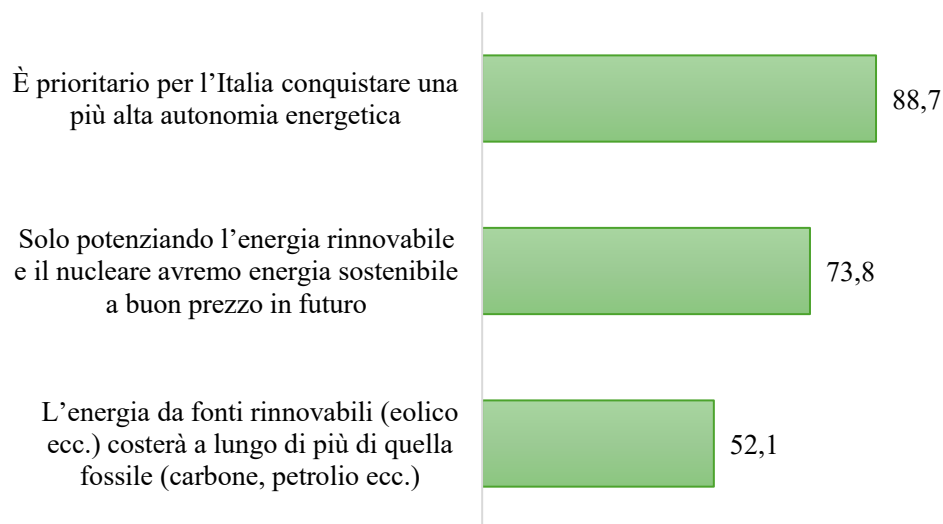 È prioritario per l’Italia conquistare una
più alta autonomia energetica
88,7
Solo potenziando l’energia rinnovabile
e il nucleare avremo energia sostenibile
a buon prezzo in futuro
73,8
L’energia da fonti rinnovabili (eolico
ecc.) costerà a lungo di più di quella
fossile (carbone, petrolio ecc.)
52,1